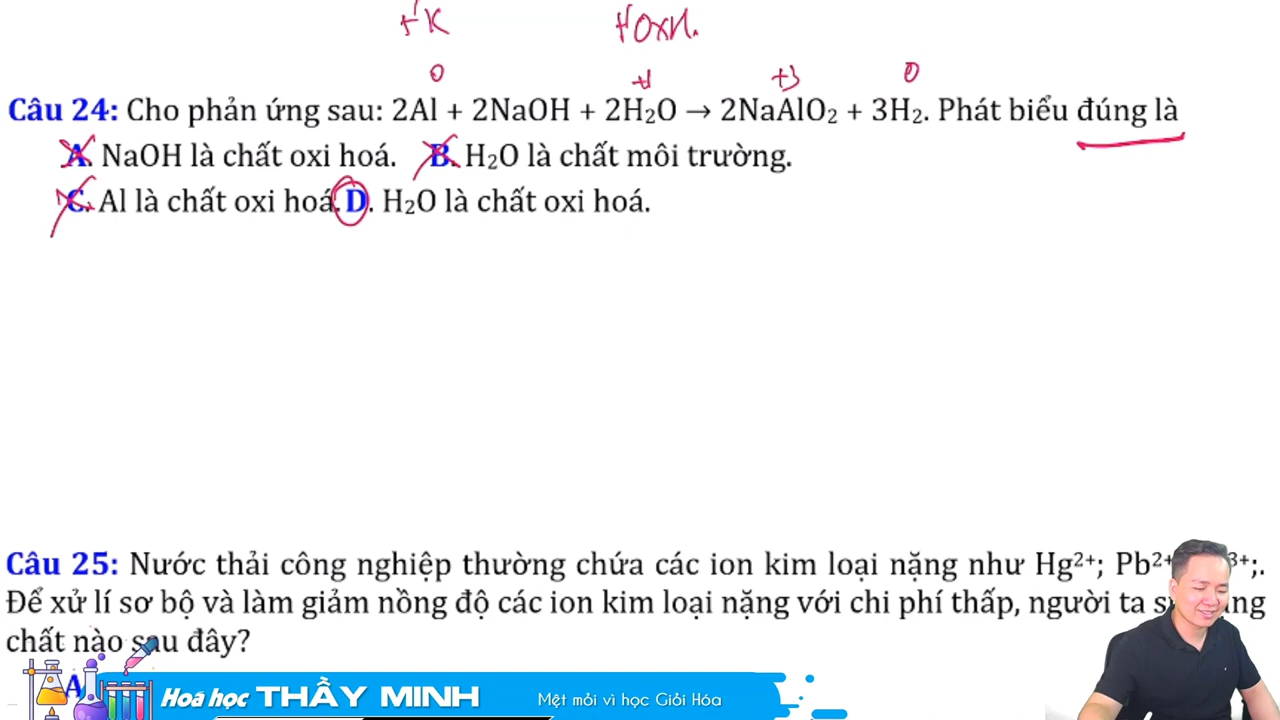 +K +OxH.
0 +1 +3 0
Câu 24: Cho phản ứng sau: 2Al + 2NaOH + 2H₂O → 2NaAlO₂ + 3H₂. Phát biểu đúng là
A. NaOH là chất oxi hoá. B. H₂O là chất môi trường.
C. Al là chất oxi hoá. D. H₂O là chất oxi hoá.
Câu 25: Nước thải công nghiệp thường chứa các ion kim loại nặng như Hg²⁺; Pb²⁺ ³⁺;.
Để xử lí sơ bộ và làm giảm nồng độ các ion kim loại nặng với chi phí thấp, người ta
chất nào sau đây?
A
Hoá học THẦY MINH Mệt mỏi vì học Giỏi Hóa